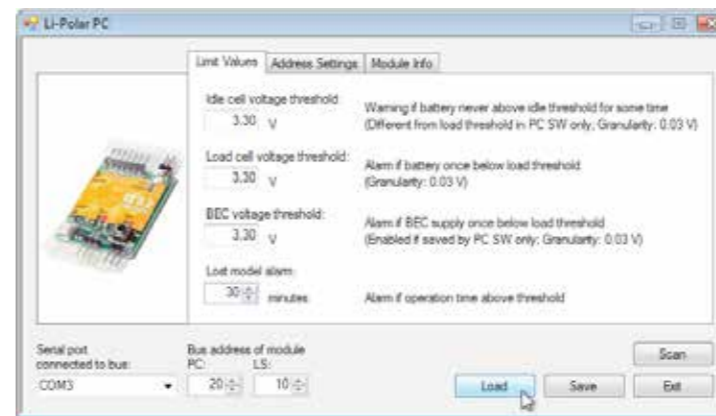 Li-Polar PC
Limit Values Address Settings Module Info
Idle cell voltage threshold
3.30 V
Warning if battery never above idle threshold for some time
(Different from load threshold in PC SW only; Granularity: 0.03 V)
Load cell voltage threshold:
3.30 V
Alarm if battery once below load threshold
(Granularity: 0.03 V)
BEC voltage threshold:
3.30 V
Alarm if BEC supply once below load threshold
(Enabled if saved by PC SW only; Granularity: 0.03 V)
Lost model alarm:
30 minutes
Alarm if operation time above threshold
Serial port
connected to bus:
COM3
Bus address of module
PC: LS:
20 10
Scan
Load Save Exit